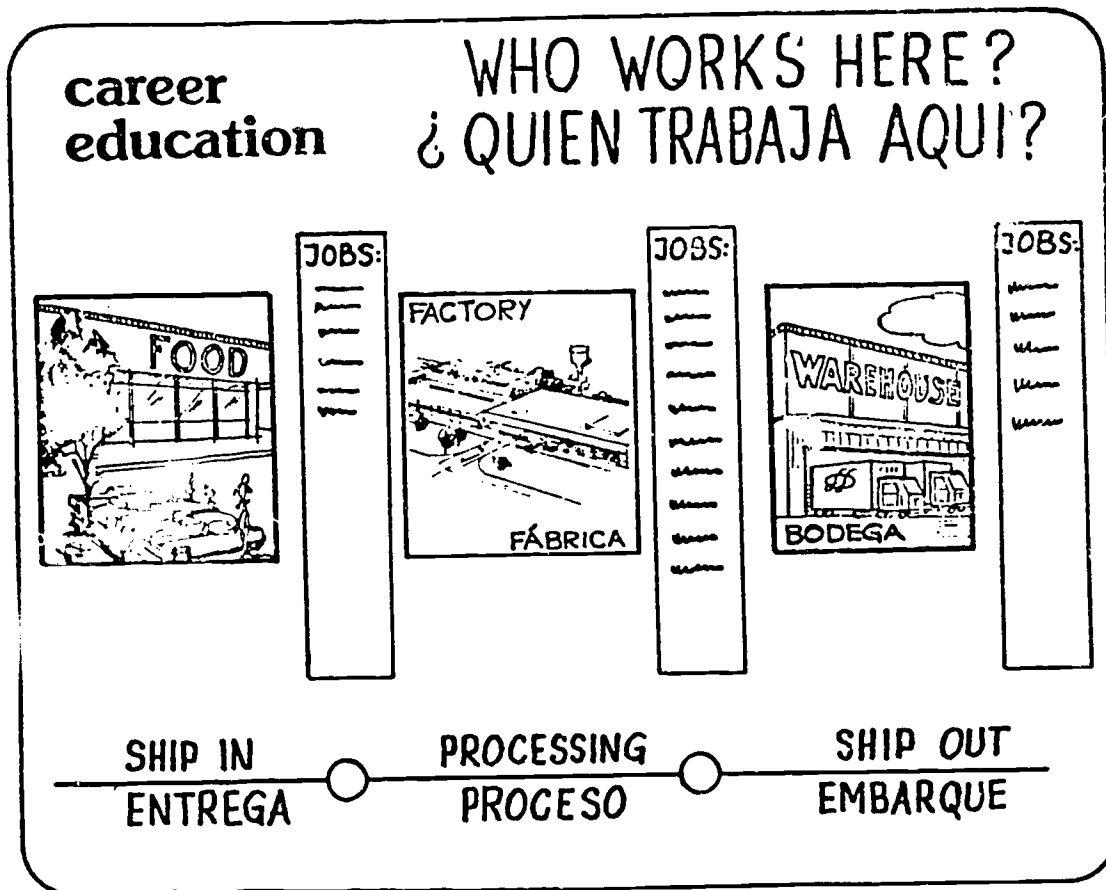 career
education
WHO WORKS HERE?
¿QUIEN TRABAJA AQUI?
JOBS:
FOOD
JOBS:
FACTORY
FÁBRICA
JOBS:
WAREHOUSE
BODEGA
SHIP IN
ENTREGA
PROCESSING
PROCESO
SHIP OUT
EMBARQUE